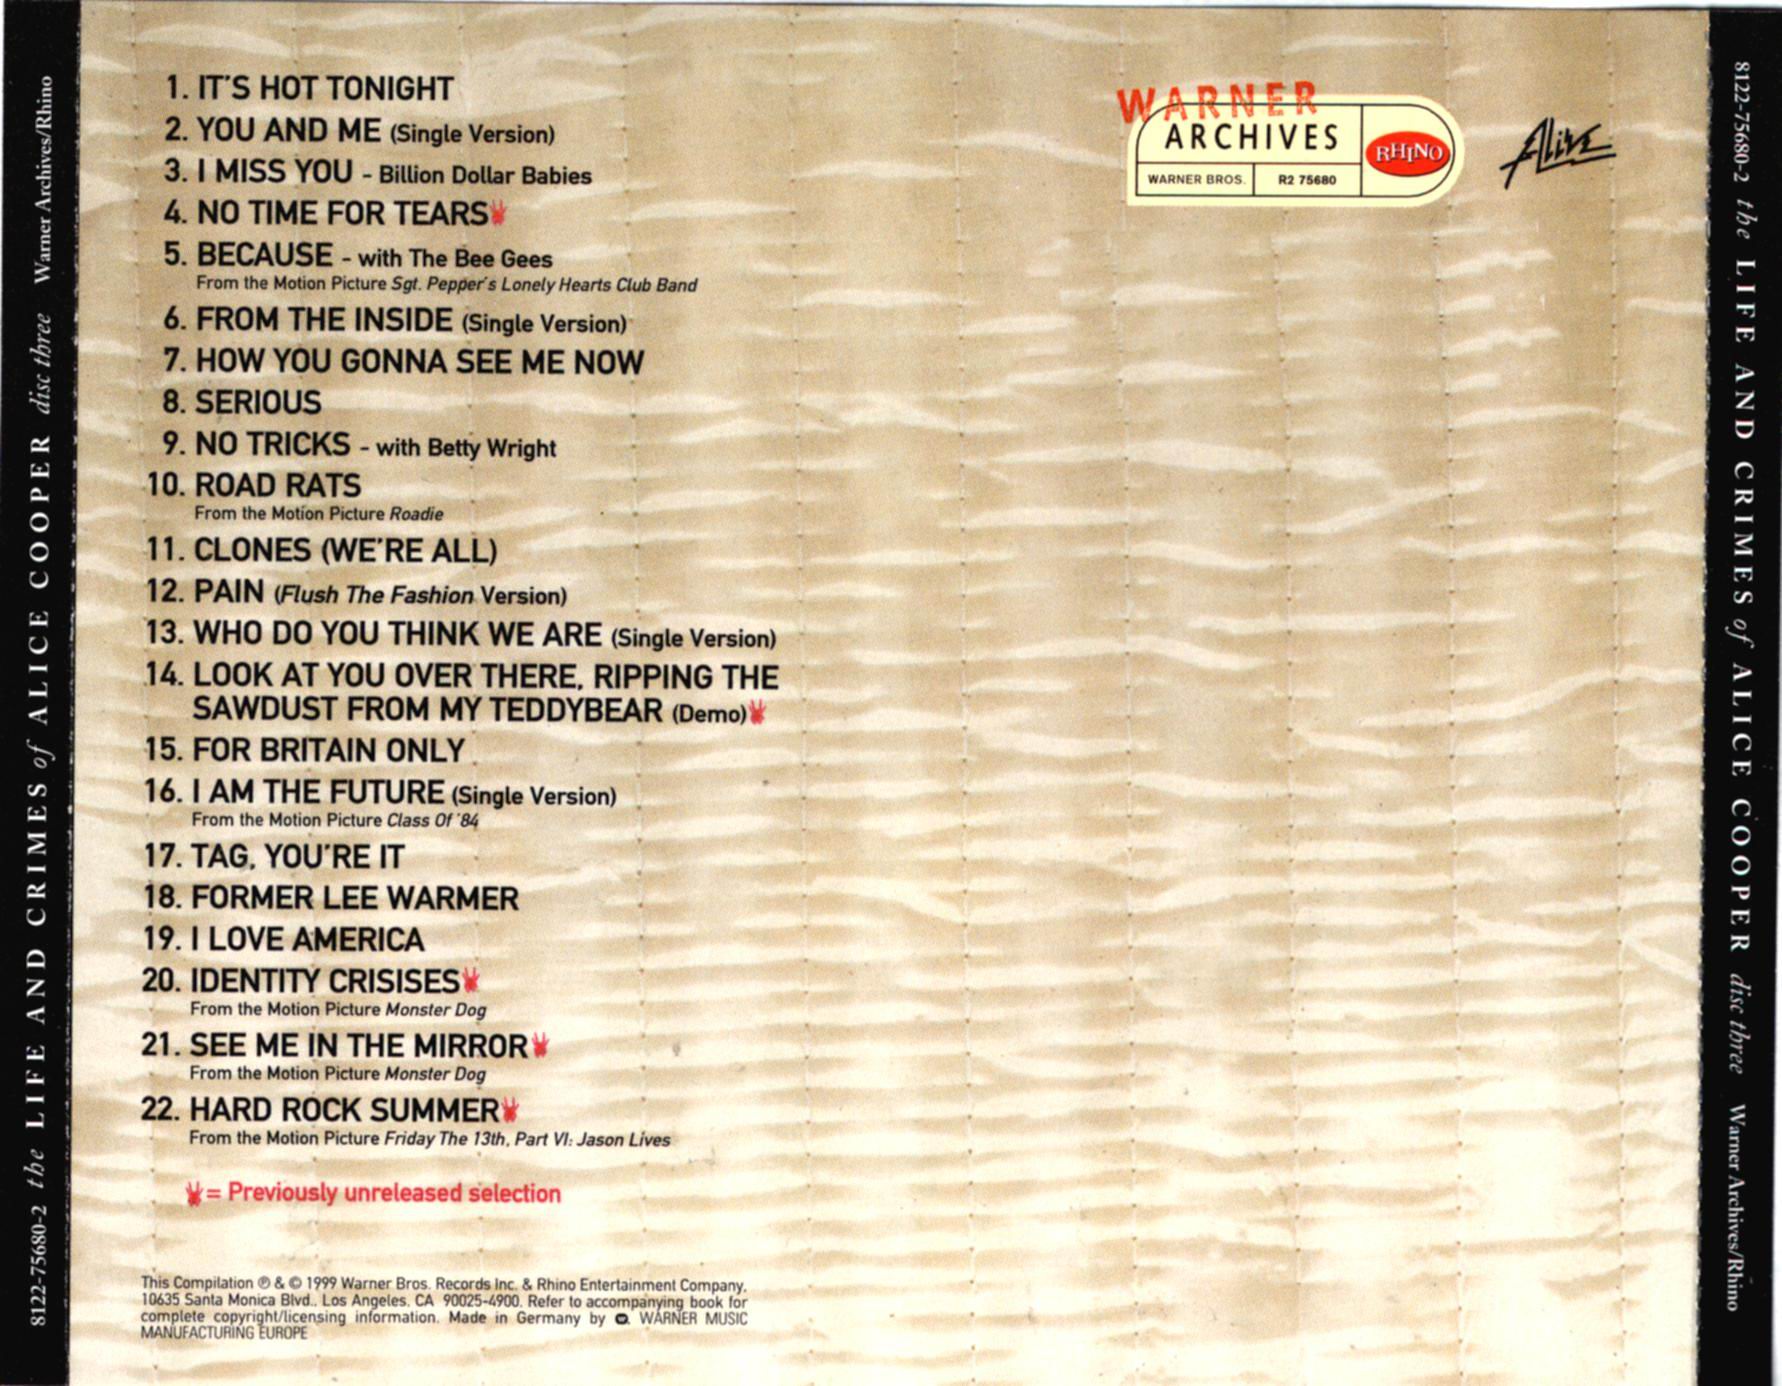 8122-75680-2 the LIFE AND CRIMES of ALICE COOPER disc three Warner Archives/Rhino
1. IT'S HOT TONIGHT
2. YOU AND ME (Single Version)
3. I MISS YOU - Billion Dollar Babies
4. NO TIME FOR TEARS
5. BECAUSE - with The Bee Gees
From the Motion Picture Sgt. Pepper's Lonely Hearts Club Band
6. FROM THE INSIDE (Single Version)
7. HOW YOU GONNA SEE ME NOW
8. SERIOUS
9. NO TRICKS - with Betty Wright
10. ROAD RATS
From the Motion Picture Roadie
11. CLONES (WE'RE ALL)
12. PAIN (Flush The Fashion Version)
13. WHO DO YOU THINK WE ARE (Single Version)
14. LOOK AT YOU OVER THERE, RIPPING THE
SAWDUST FROM MY TEDDYBEAR (Demo)
15. FOR BRITAIN ONLY
16. I AM THE FUTURE (Single Version)
From the Motion Picture Class Of '84
17. TAG, YOU'RE IT
18. FORMER LEE WARMER
19. I LOVE AMERICA
20. IDENTITY CRISISES
From the Motion Picture Monster Dog
21. SEE ME IN THE MIRROR
From the Motion Picture Monster Dog
22. HARD ROCK SUMMER
From the Motion Picture Friday The 13th, Part VI: Jason Lives
= Previously unreleased selection
This Compilation ℗ & © 1999 Warner Bros. Records Inc. & Rhino Entertainment Company,
10635 Santa Monica Blvd., Los Angeles, CA 90025-4900. Refer to accompanying book for
complete copyright/licensing information. Made in Germany by WARNER MUSIC
MANUFACTURING EUROPE
WARNER
ARCHIVES
RHINO
WARNER BROS.
R2 75680
Alive
8122-75680-2 the LIFE AND CRIMES of ALICE COOPER disc three Warner Archives/Rhino